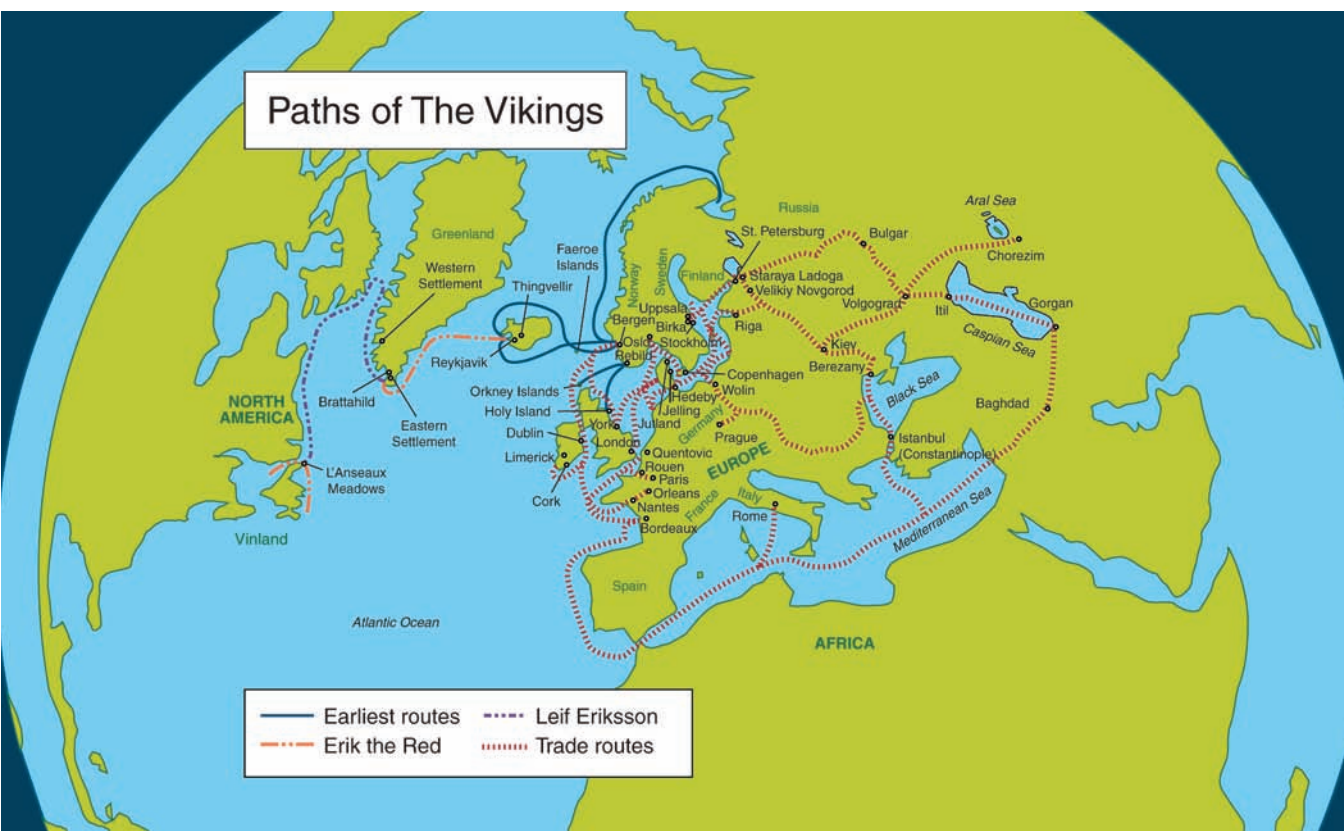 Paths of The Vikings
Greenland
Western
Settlement
Thingvellir
Faeroe
Islands
Norway
Sweden
Finland
Russia
St. Petersburg
Aral Sea
Bulgar
Chorezim
Staraya Ladoga
Velikiy Novgorod
Volgograd
Itil
Gorgan
Caspian Sea
Uppsala
Bergen
Birka
Oslo
Stockholm
Riga
Kiev
Rebild
Reykjavik
Berezany
Copenhagen
Wolin
Black Sea
Orkney Islands
Hedeby
Brattahild
NORTH
AMERICA
Holy Island
Jelling
Baghdad
Eastern
Settlement
York
Julland
Germany
Dublin
London
Prague
Istanbul
(Constantinople)
Limerick
Quentovic
EUROPE
Rouen
L'Anseaux
Meadows
Paris
Cork
Orleans
Nantes
France
Italy
Rome
Bordeaux
Mediterranean Sea
Vinland
Spain
Atlantic Ocean
AFRICA
Earliest routes
Leif Eriksson
Erik the Red
Trade routes